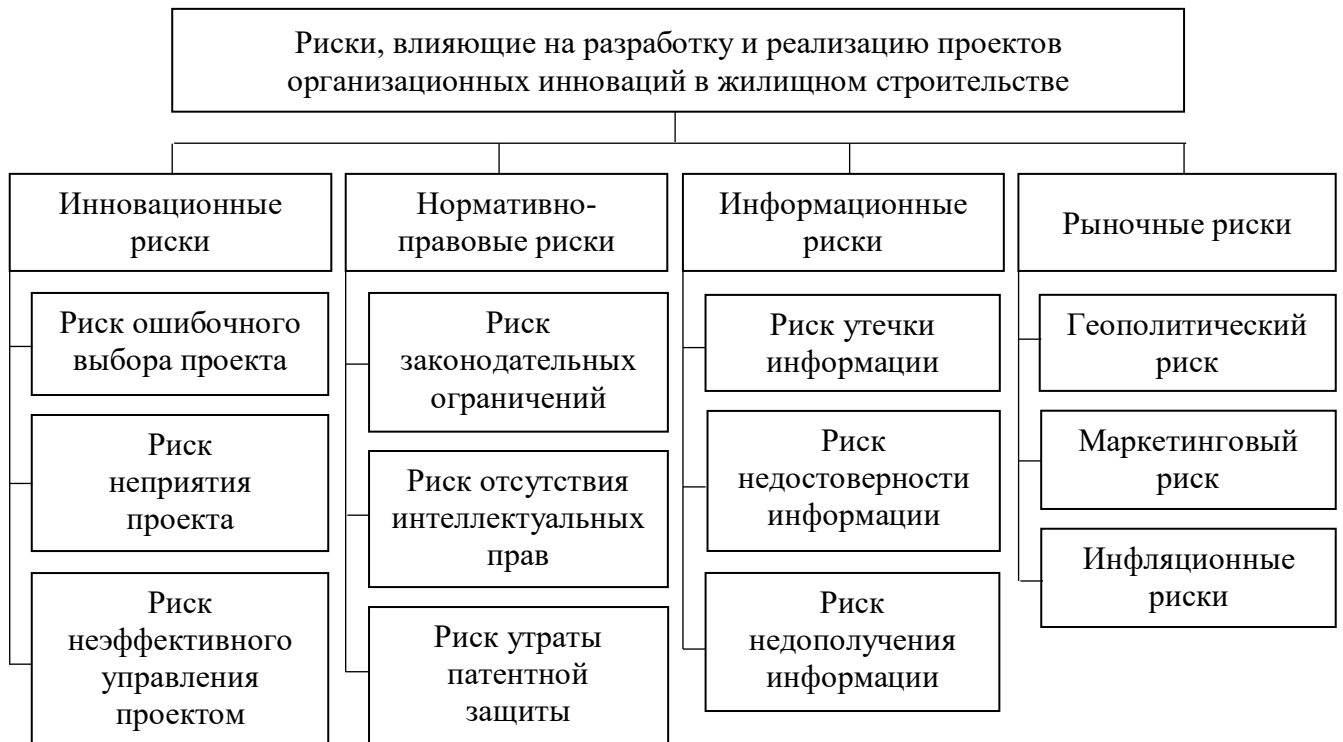 Риски, влияющие на разработку и реализацию проектов
организационных инноваций в жилищном строительстве
Инновационные
риски
Риск ошибочного
выбора проекта
Риск
неприятия
проекта
Риск
неэффективного
управления
проектом
Нормативно-
правовые риски
Риск
законодательных
ограничений
Риск отсутствия
интеллектуальных
прав
Риск утраты
патентной
защиты
Информационные
риски
Риск утечки
информации
Риск
недостоверности
информации
Риск
недополучения
информации
Рыночные риски
Геополитический
риск
Маркетинговый
риск
Инфляционные
риски